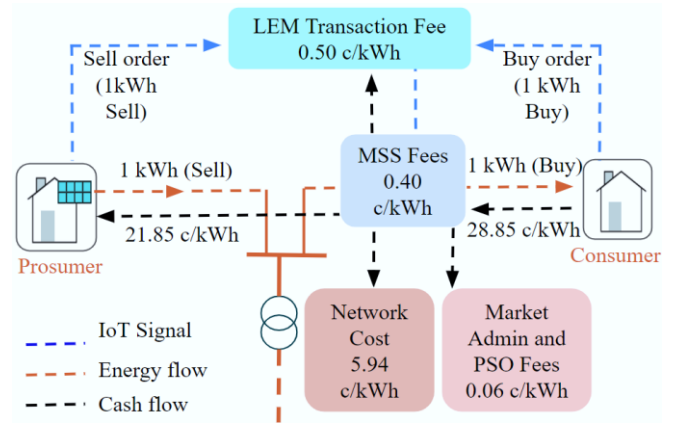 LEM Transaction Fee
0.50 c/kWh
Sell order
(1kWh
Sell)
Buy order
(1 kWh
Buy)
MSS Fees
0.40
c/kWh
1 kWh (Sell)
1 kWh (Buy)
21.85 c/kWh
28.85 c/kWh
Prosumer
Consumer
Network
Cost
5.94
c/kWh
Market
Admin and
PSO Fees
0.06 c/kWh
IoT Signal
Energy flow
Cash flow